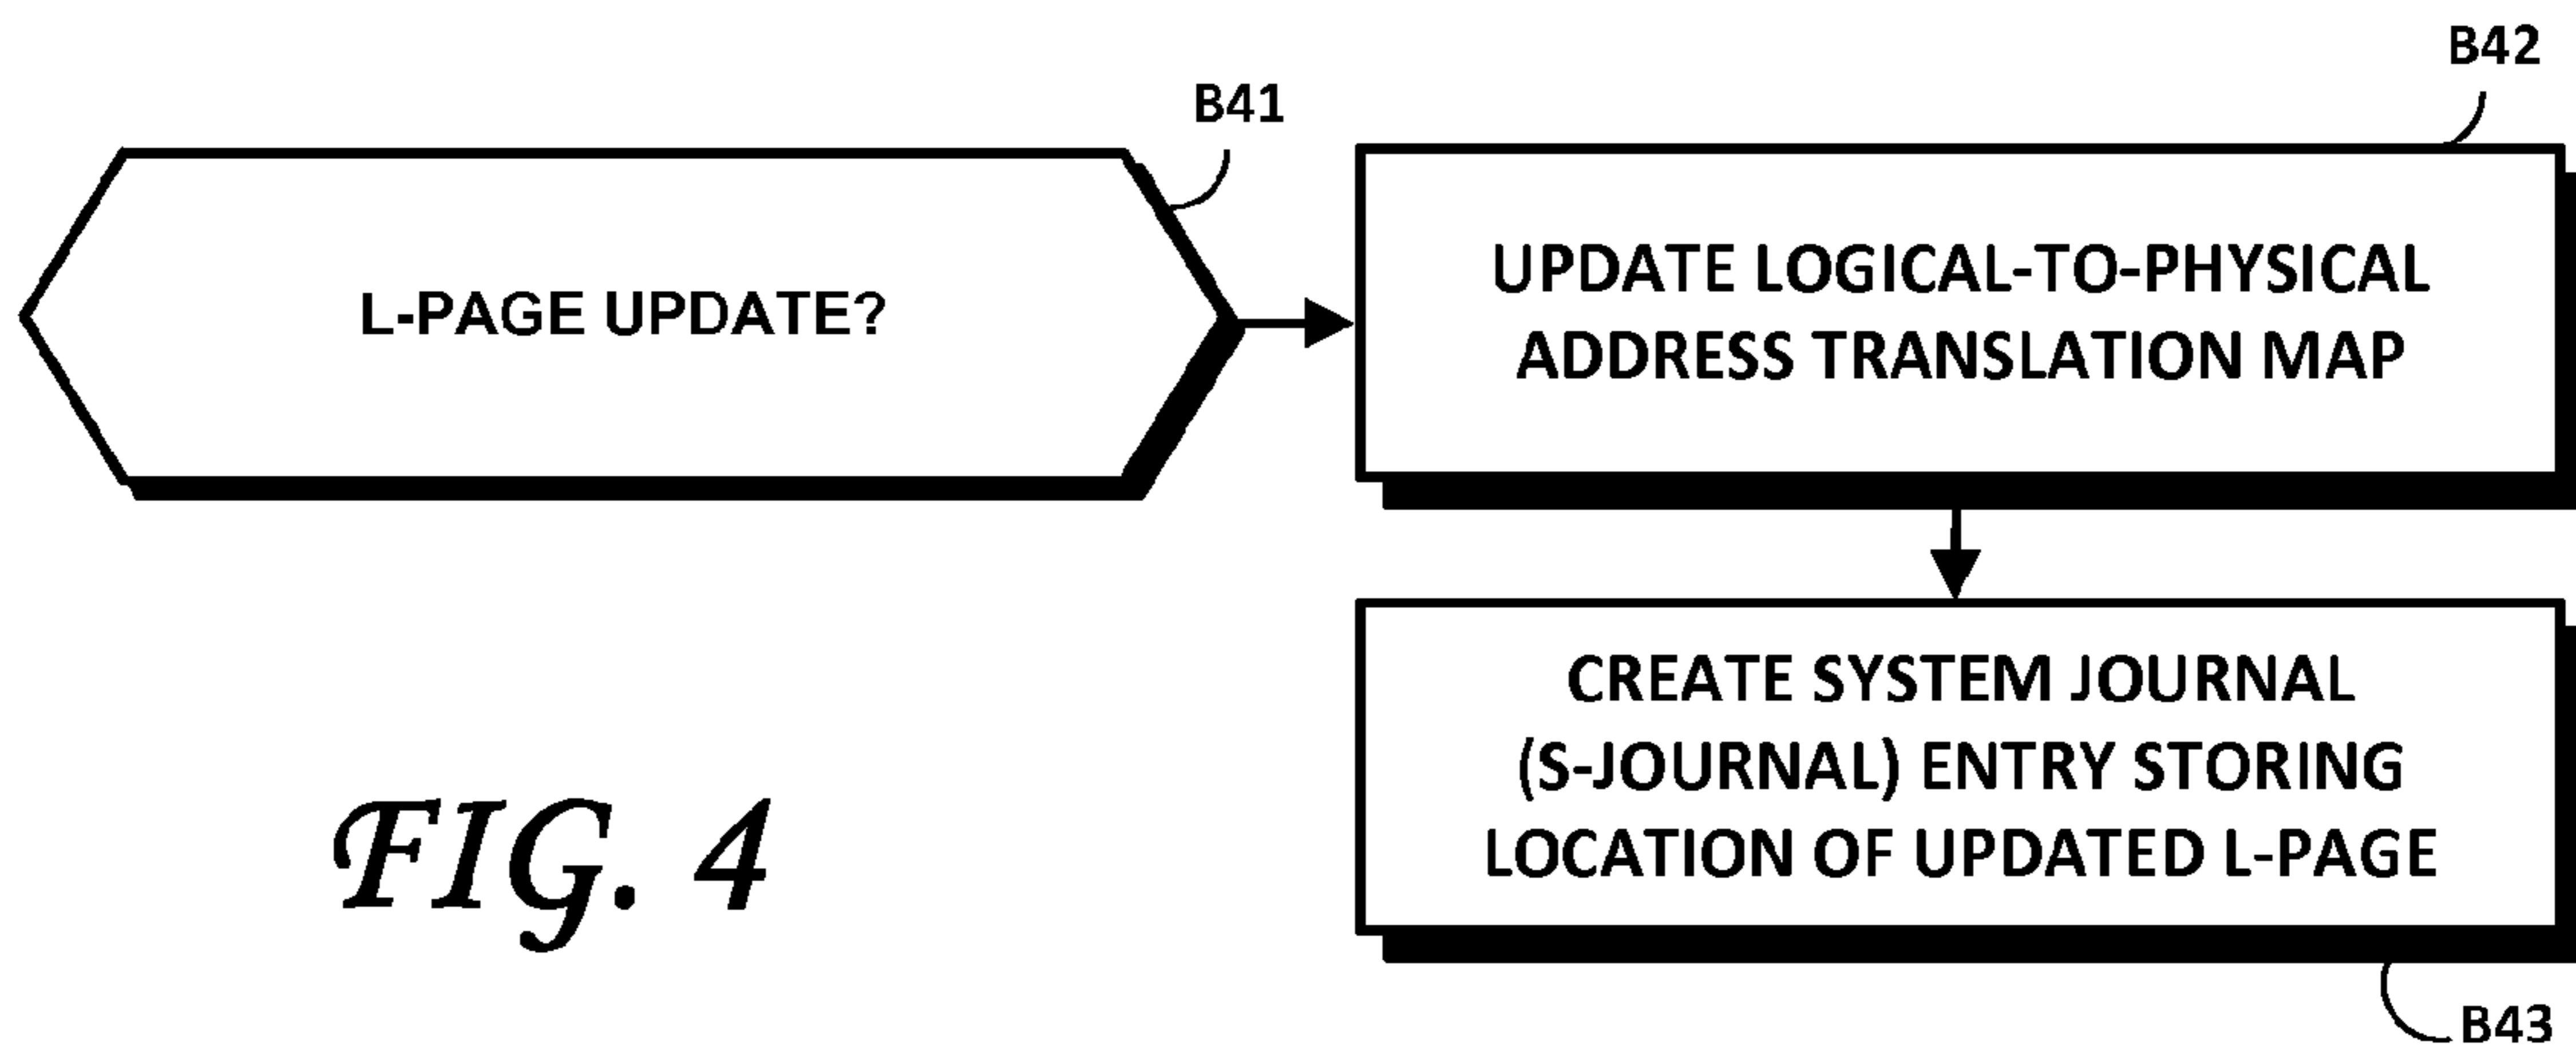 B41
B42
L-PAGE UPDATE?
UPDATE LOGICAL-TO-PHYSICAL
ADDRESS TRANSLATION MAP
CREATE SYSTEM JOURNAL
(S-JOURNAL) ENTRY STORING
LOCATION OF UPDATED L-PAGE
B43
FIG. 4